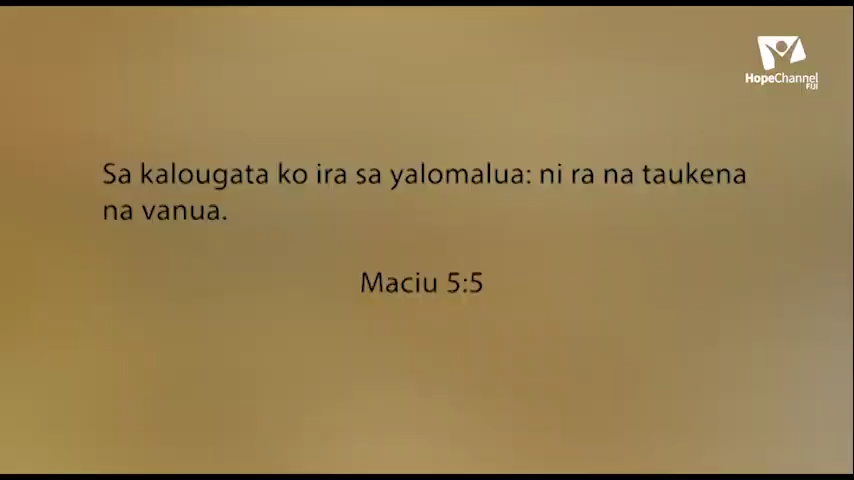 HopeChannel
FIJI
Sa kalougata ko ira sa yalomalua: ni ra na taukena
na vanua.
Maciu 5:5